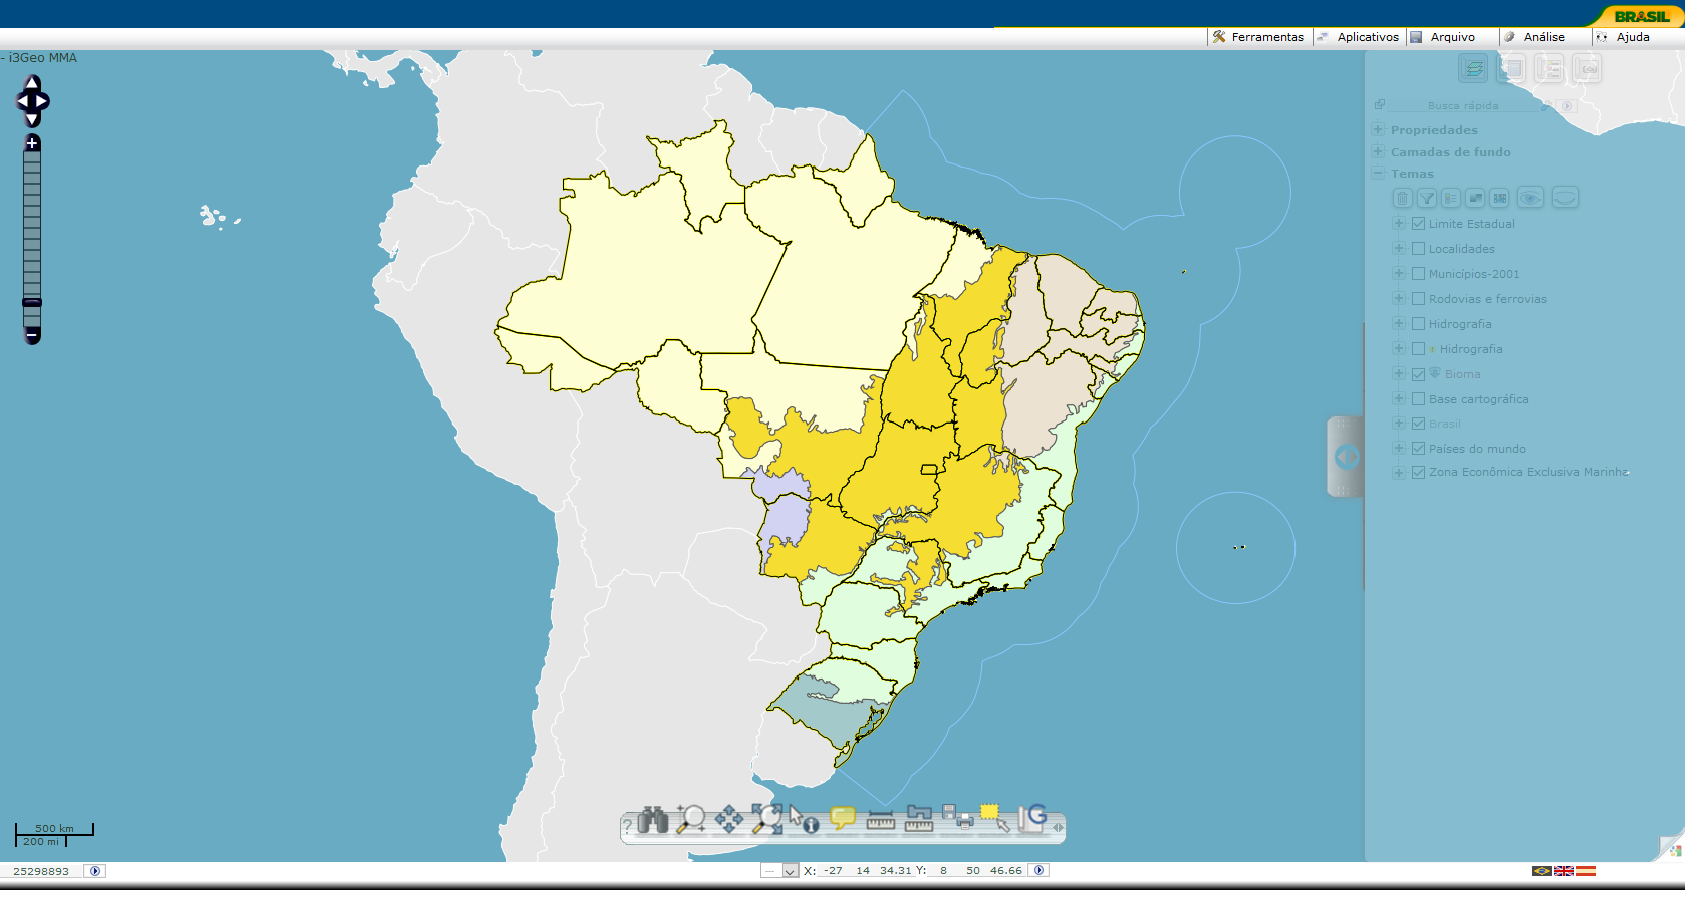 BRASIL
Ferramentas
Aplicativos
Arquivo
Análise
Ajuda
- i3Geo MMA
Busca rápida
Propriedades
Camadas de fundo
Temas
Limite Estadual
Localidades
Municípios-2001
Rodovias e ferrovias
Hidrografia
Hidrografia
Bioma
Base cartográfica
Brasil
Países do mundo
Zona Econômica Exclusiva Marinha
500 km
200 mi
?
i
G
25298893
--- X: -27 14 34.31 Y: 8 50 46.66